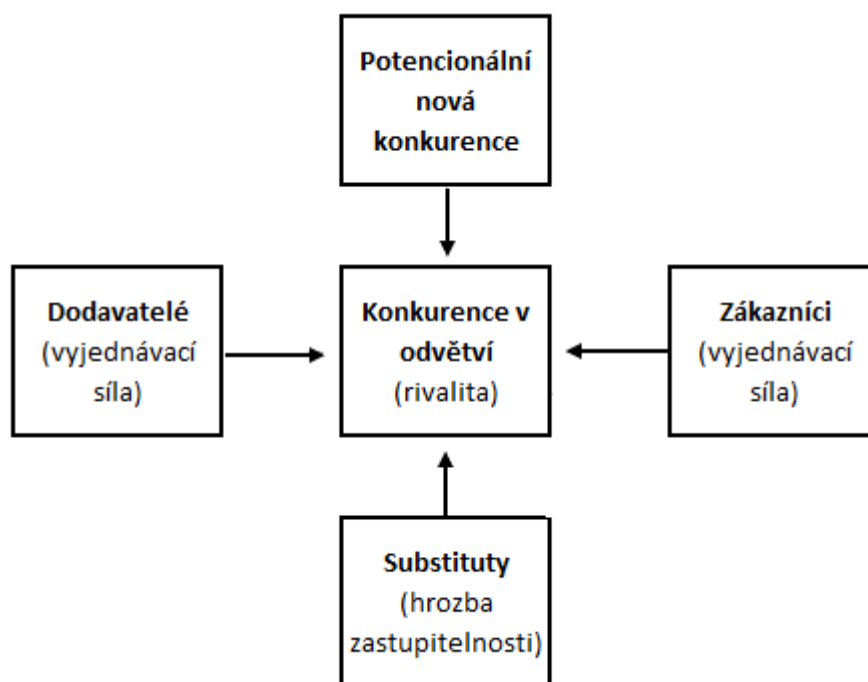 Potencionální
nová
konkurence
Dodavatelé
(vyjednávací
síla)
Konkurence v
odvětví
(rivalita)
Zákazníci
(vyjednávací
síla)
Substituty
(hrozba
zastupitelnosti)